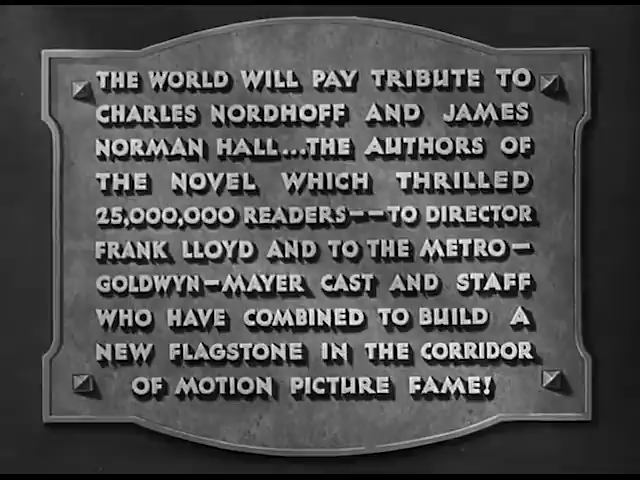 THE WORLD WILL PAY TRIBUTE TO
CHARLES NORDHOFF AND JAMES
NORMAN HALL...THE AUTHORS OF
THE NOVEL WHICH THRILLED
25,000,000 READERS––TO DIRECTOR
FRANK LLOYD AND TO THE METRO–
GOLDWYN–MAYER CAST AND STAFF
WHO HAVE COMBINED TO BUILD A
NEW FLAGSTONE IN THE CORRIDOR
OF MOTION PICTURE FAME!